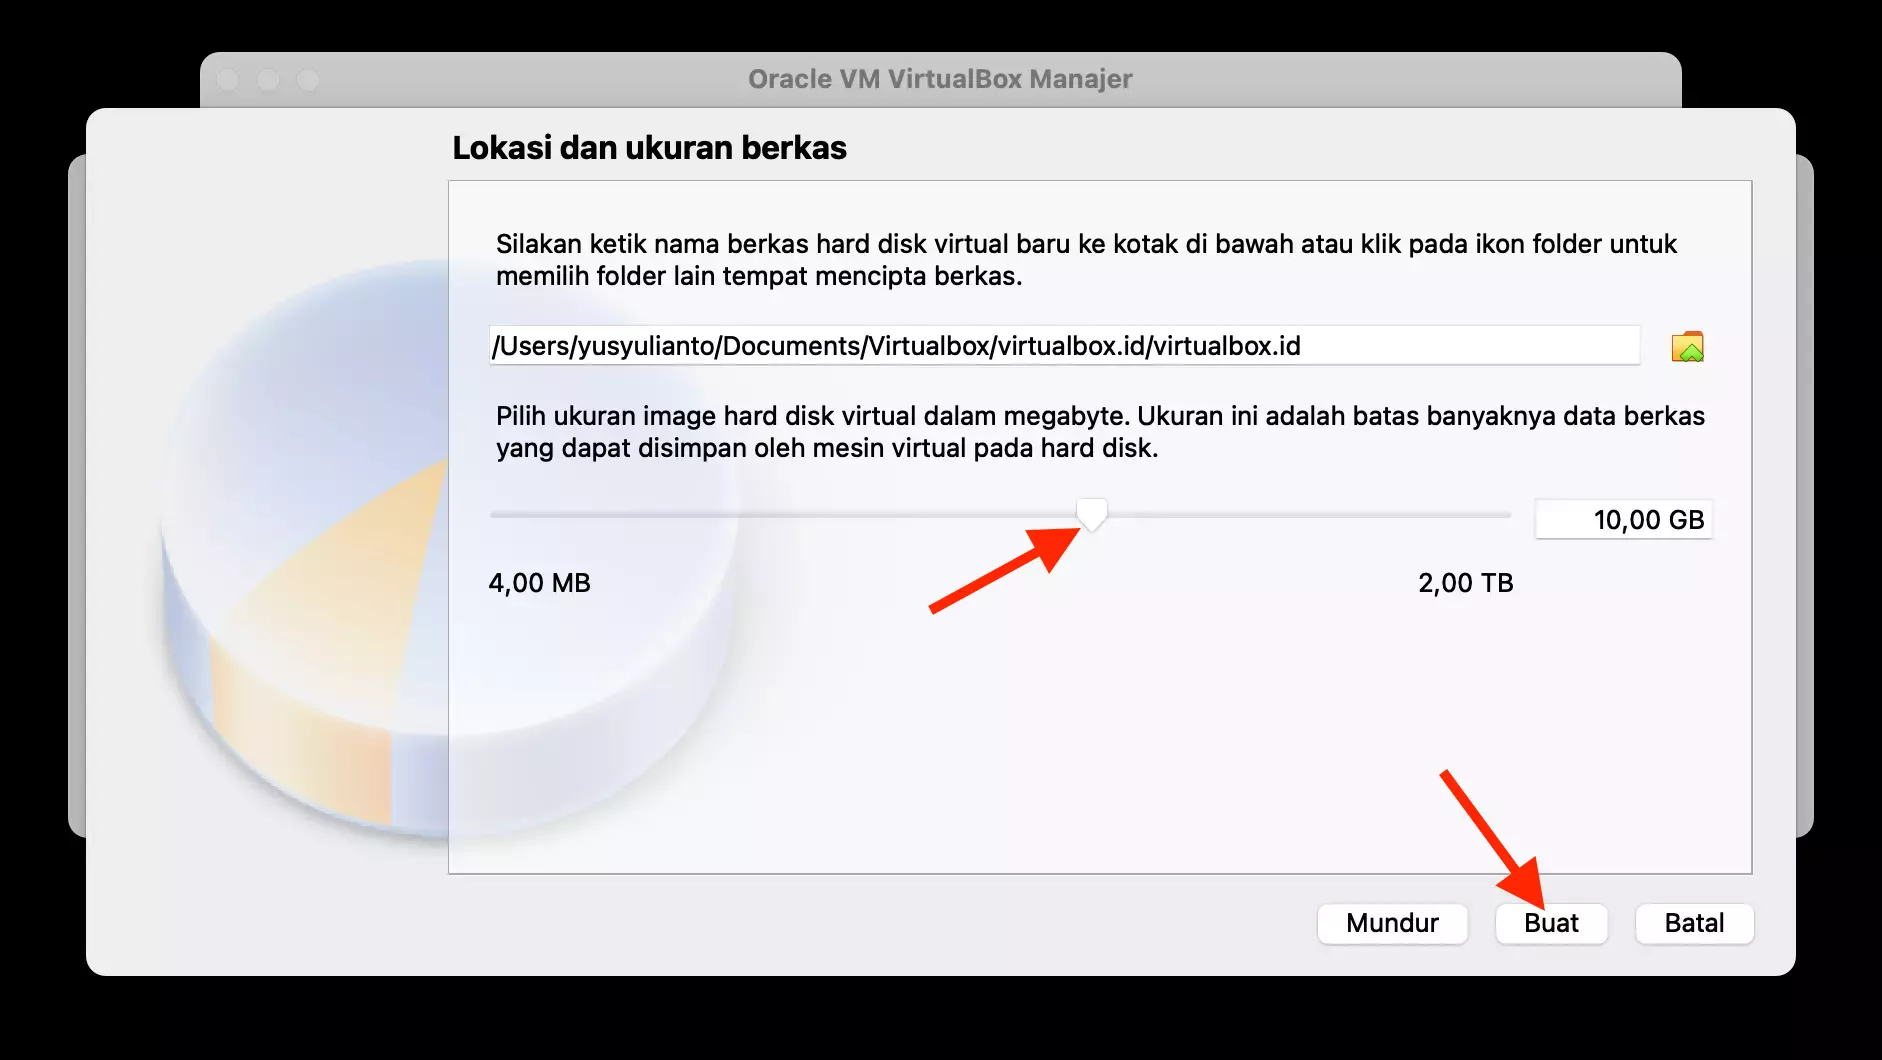 Oracle VM VirtualBox Manajer
Lokasi dan ukuran berkas
Silakan ketik nama berkas hard disk virtual baru ke kotak di bawah atau klik pada ikon folder untuk
memilih folder lain tempat mencipta berkas.
/Users/yusyulianto/Documents/Virtualbox/virtualbox.id/virtualbox.id
Pilih ukuran image hard disk virtual dalam megabyte. Ukuran ini adalah batas banyaknya data berkas
yang dapat disimpan oleh mesin virtual pada hard disk.
10,00 GB
4,00 MB
2,00 TB
Mundur
Buat
Batal